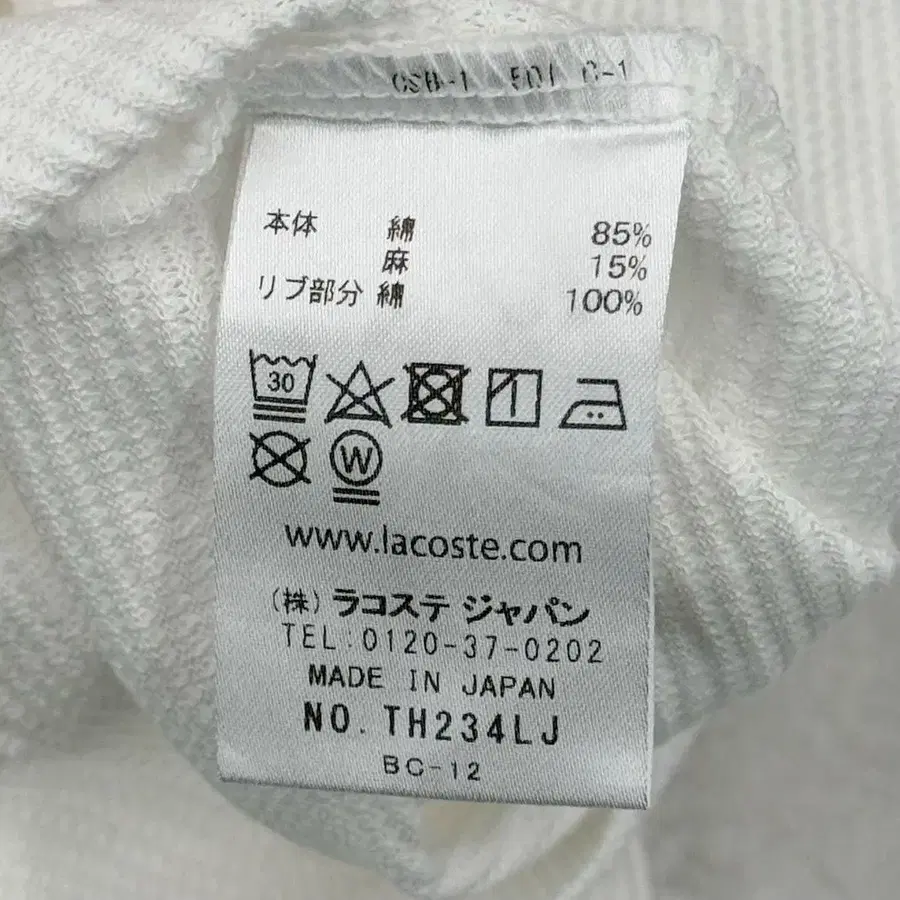 CSB-1
本体 綿 85%
麻 15%
リブ部分 綿 100%
30
W
www.lacoste.com
(株) ラコステ ジャパン
TEL:0120-37-0202
MADE IN JAPAN
NO. TH234LJ
BC-12